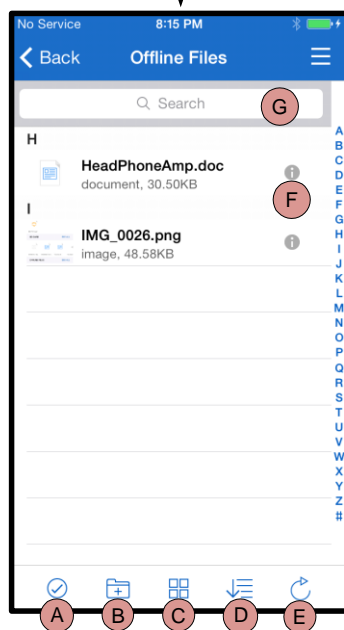 No Service 8:15 PM
Back Offline Files
Search
G
H
HeadPhoneAmp.doc
document, 30.50KB
F
I
IMG_0026.png
image, 48.58KB
A
B
C
D
E
F
G
H
I
J
K
L
M
N
O
P
Q
R
S
T
U
V
W
X
Y
Z
#
A B C D E